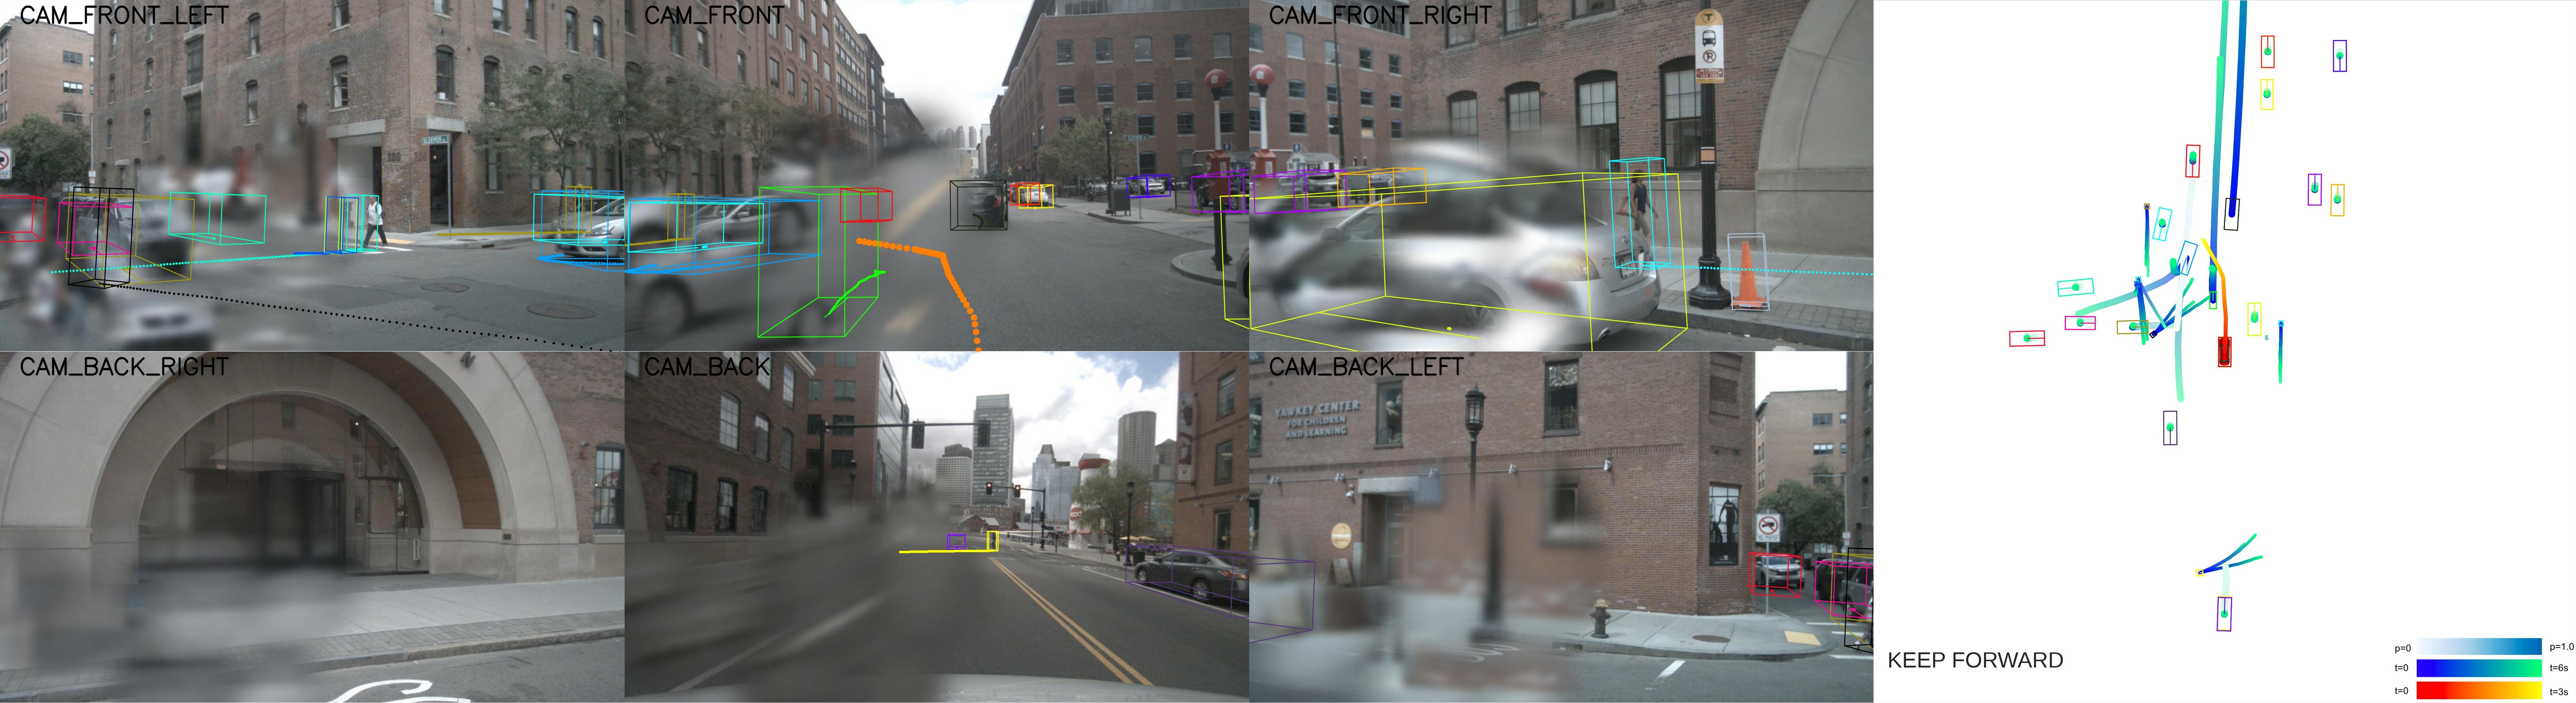 CAM_FRONT_LEFT
CAM_FRONT
CAM_FRONT_RIGHT
CAM_BACK_RIGHT
CAM_BACK
CAM_BACK_LEFT
YAWKEY CENTER
FOR CHILDREN
AND LEARNING
KEEP FORWARD
p=0
p=1.0
t=0
t=6s
t=0
t=3s